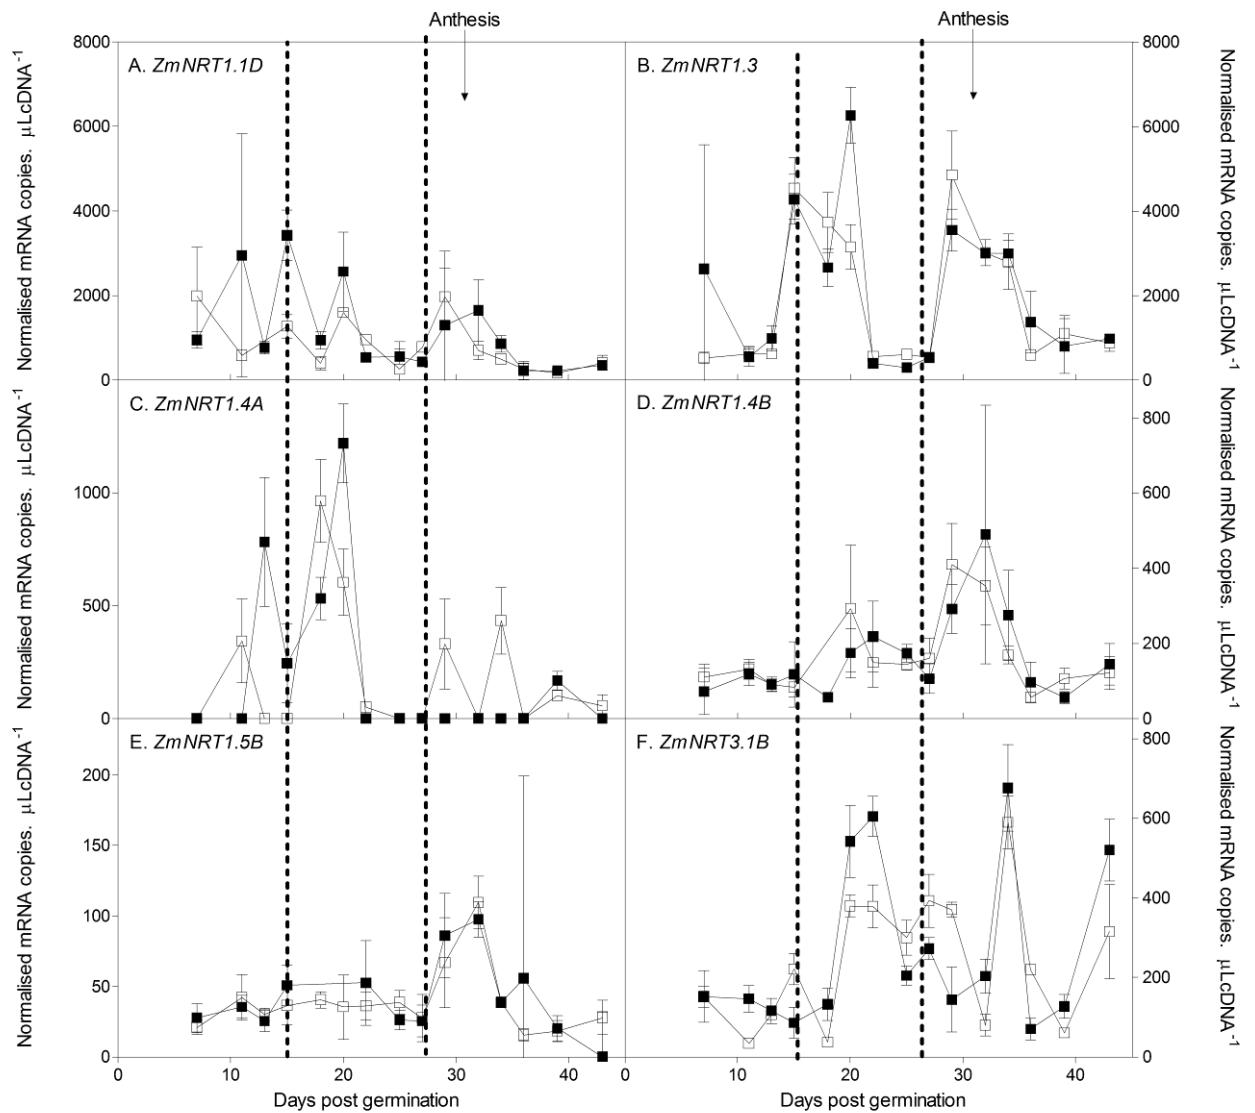 Anthesis
Anthesis
8000
6000
4000
2000
0
Normalised mRNA copies. μLcDNA⁻¹
A. ZmNRT1.1D
B. ZmNRT1.3
8000
6000
4000
2000
0
Normalised mRNA copies. μLcDNA⁻¹
1000
500
0
Normalised mRNA copies. μLcDNA⁻¹
C. ZmNRT1.4A
D. ZmNRT1.4B
800
600
400
200
0
Normalised mRNA copies. μLcDNA⁻¹
200
150
100
50
0
Normalised mRNA copies. μLcDNA⁻¹
E. ZmNRT1.5B
F. ZmNRT3.1B
800
600
400
200
0
Normalised mRNA copies. μLcDNA⁻¹
0 10 20 30 40 0 10 20 30 40
Days post germination Days post germination